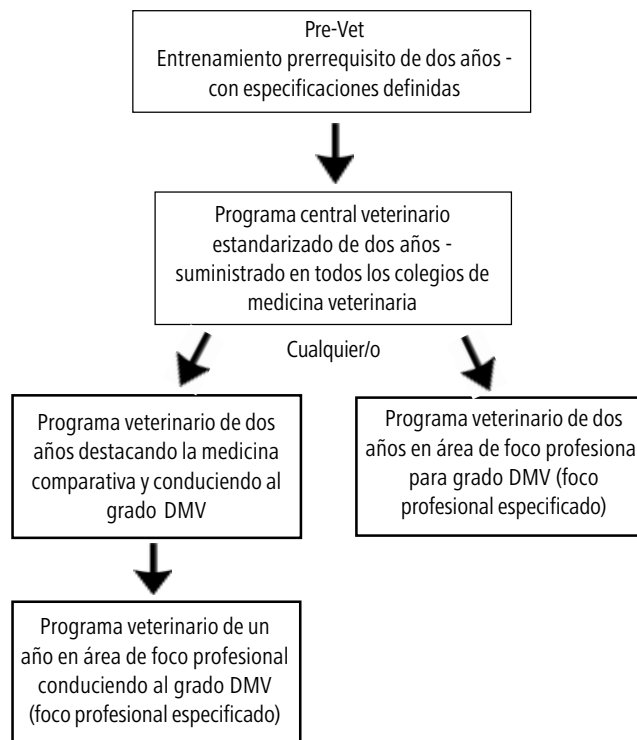 Pre-Vet
Entrenamiento prerrequisito de dos años -
con especificaciones definidas
Programa central veterinario
estandarizado de dos años -
suministrado en todos los colegios de
medicina veterinaria
Cualquier/o
Programa veterinario de dos
años destacando la medicina
comparativa y conduciendo al
grado DMV
Programa veterinario de dos
años en área de foco profesiona
para grado DMV (foco
profesional especificado)
Programa veterinario de un
año en área de foco profesional
conduciendo al grado DMV
(foco profesional especificado)